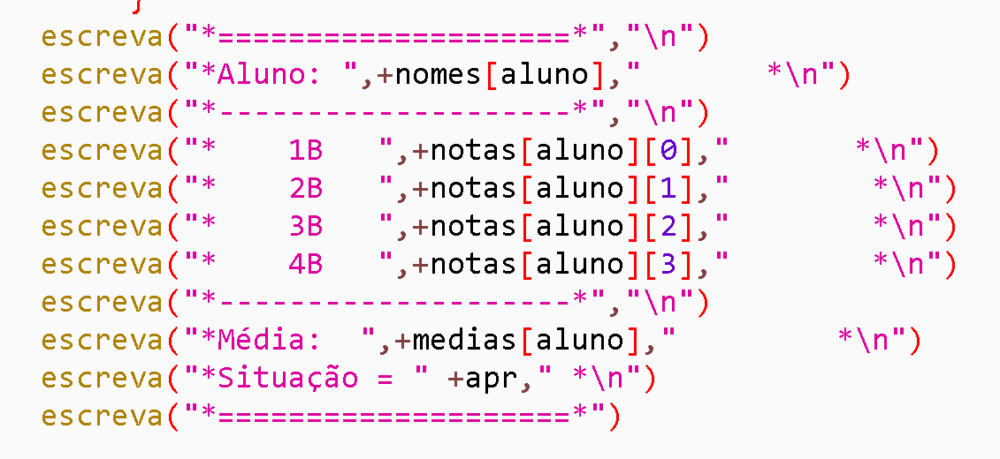 }
escreva("*====================*","\n")
escreva("*Aluno: ",+nomes[aluno],"       *\n")
escreva("*--------------------*","\n")
escreva("*    1B   ",+notas[aluno][0],"       *\n")
escreva("*    2B   ",+notas[aluno][1],"        *\n")
escreva("*    3B   ",+notas[aluno][2],"        *\n")
escreva("*    4B   ",+notas[aluno][3],"        *\n")
escreva("*--------------------*","\n")
escreva("*Média:  ",+medias[aluno],"         *\n")
escreva("*Situação = " +apr," *\n")
escreva("*====================*")